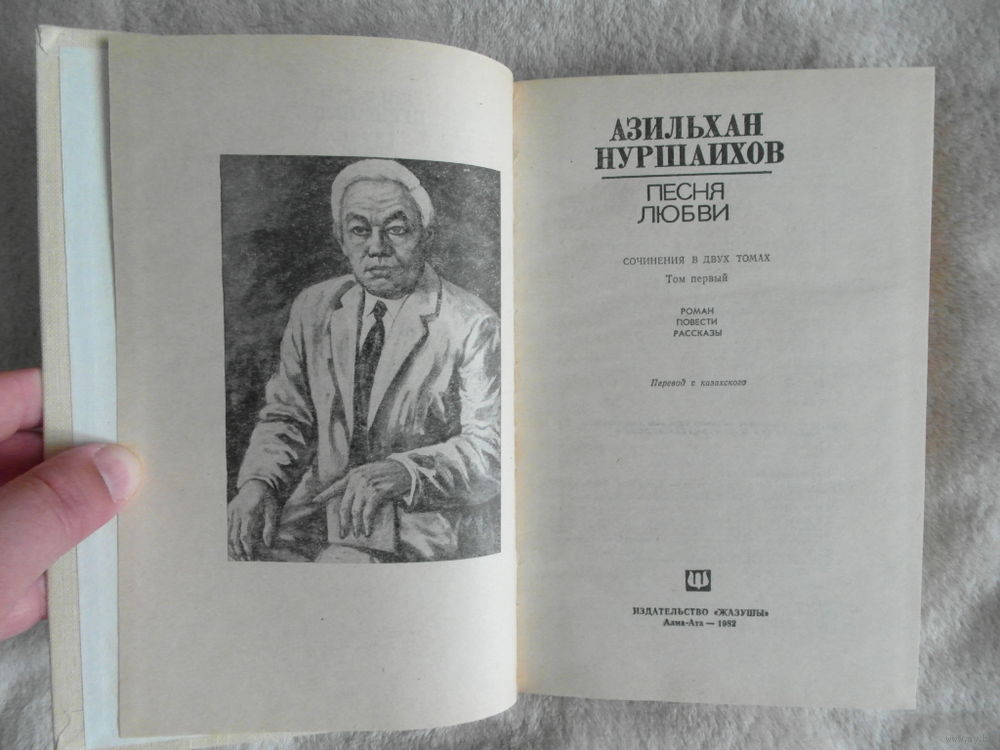 АЗИЛЬХАН
НУРШАИХОВ
ПЕСНЯ
ЛЮБВИ
СОЧИНЕНИЯ В ДВУХ ТОМАХ
Том первый
РОМАН
ПОВЕСТИ
РАССКАЗЫ
Перевод с казахского
ИЗДАТЕЛЬСТВО «ЖАЗУШЫ»
Алма-Ата — 1982